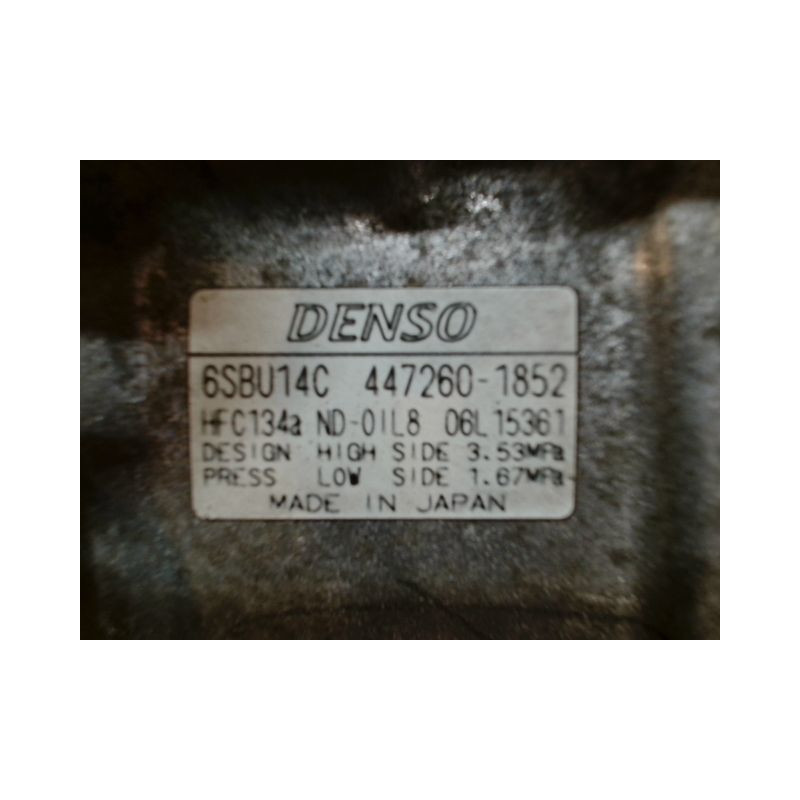 DENSO
6SBU14C 447260-1852
HFC134a ND-OIL8 06L15361
DESIGN HIGH SIDE 3.53MPa
PRESS LOW SIDE 1.67MPa
MADE IN JAPAN